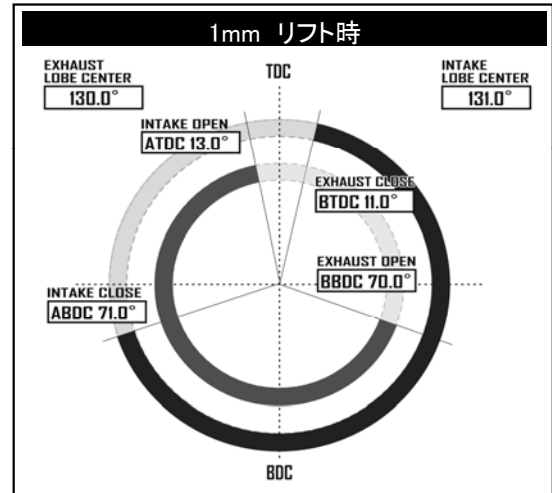 1mm リフト時
EXHAUST
LOBE CENTER
130.0°
TDC
INTAKE
LOBE CENTER
131.0°
INTAKE OPEN
ATDC 13.0°
EXHAUST CLOSE
BTDC 11.0°
EXHAUST OPEN
BBDC 70.0°
INTAKE CLOSE
ABDC 71.0°
BDC